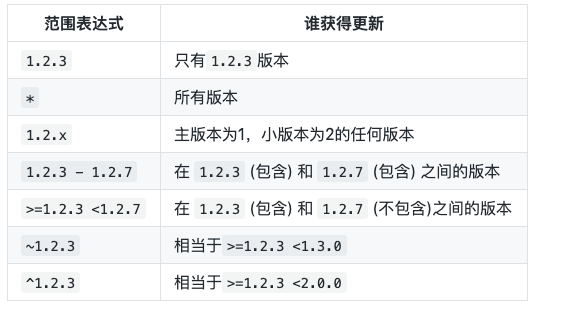 范围表达式 谁获得更新
1.2.3 只有 1.2.3 版本
* 所有版本
1.2.x 主版本为1，小版本为2的任何版本
1.2.3 - 1.2.7 在 1.2.3 (包含) 和 1.2.7 (包含) 之间的版本
>=1.2.3 <1.2.7 在 1.2.3 (包含) 和 1.2.7 (不包含)之间的版本
~1.2.3 相当于 >=1.2.3 <1.3.0
^1.2.3 相当于 >=1.2.3 <2.0.0